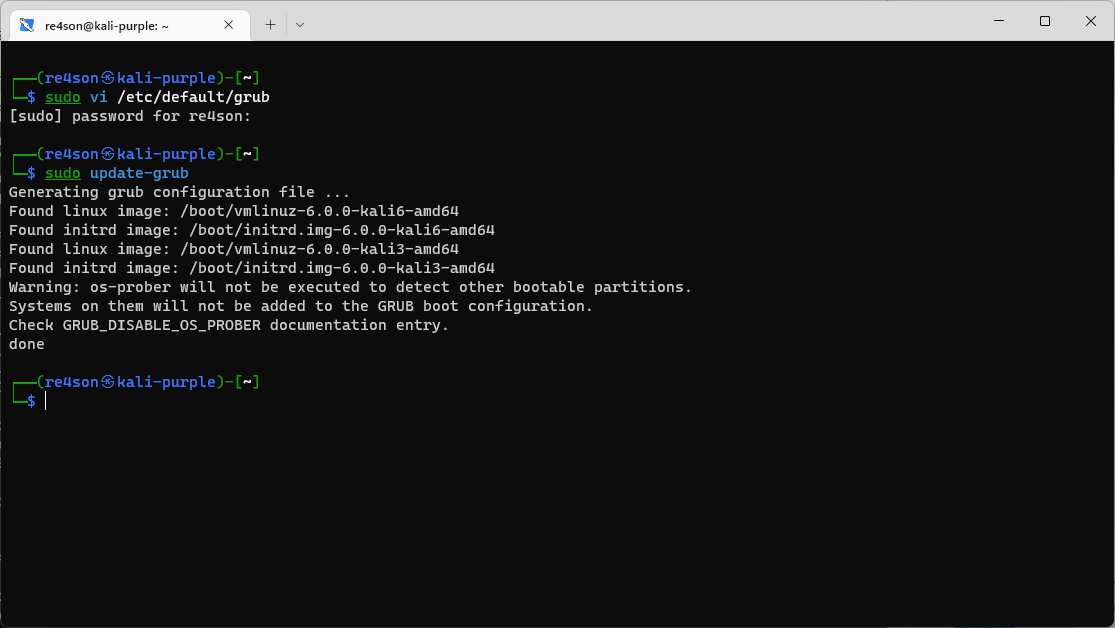 re4son@kali-purple: ~
┌──(re4son㉿kali-purple)-[~]
└─$ sudo vi /etc/default/grub
[sudo] password for re4son:
┌──(re4son㉿kali-purple)-[~]
└─$ sudo update-grub
Generating grub configuration file ...
Found linux image: /boot/vmlinuz-6.0.0-kali6-amd64
Found initrd image: /boot/initrd.img-6.0.0-kali6-amd64
Found linux image: /boot/vmlinuz-6.0.0-kali3-amd64
Found initrd image: /boot/initrd.img-6.0.0-kali3-amd64
Warning: os-prober will not be executed to detect other bootable partitions.
Systems on them will not be added to the GRUB boot configuration.
Check GRUB_DISABLE_OS_PROBER documentation entry.
done
┌──(re4son㉿kali-purple)-[~]
└─$